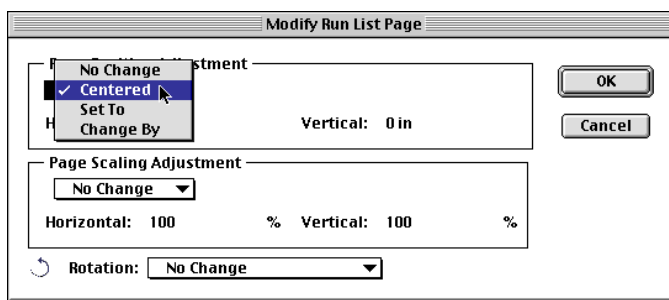 Modify Run List Page
stment
No Change
✓ Centered
Set To
Change By
Vertical: 0 in
OK
Cancel
Page Scaling Adjustment
No Change
Horizontal: 100 % Vertical: 100 %
Rotation: No Change